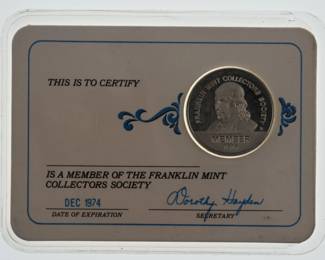 THIS IS TO CERTIFY
FRANKLIN MINT COLLECTORS SOCIETY
MEMBER
IS A MEMBER OF THE FRANKLIN MINT
COLLECTORS SOCIETY
DEC 1974
DATE OF EXPIRATION
Dorothy Hayden
SECRETARY